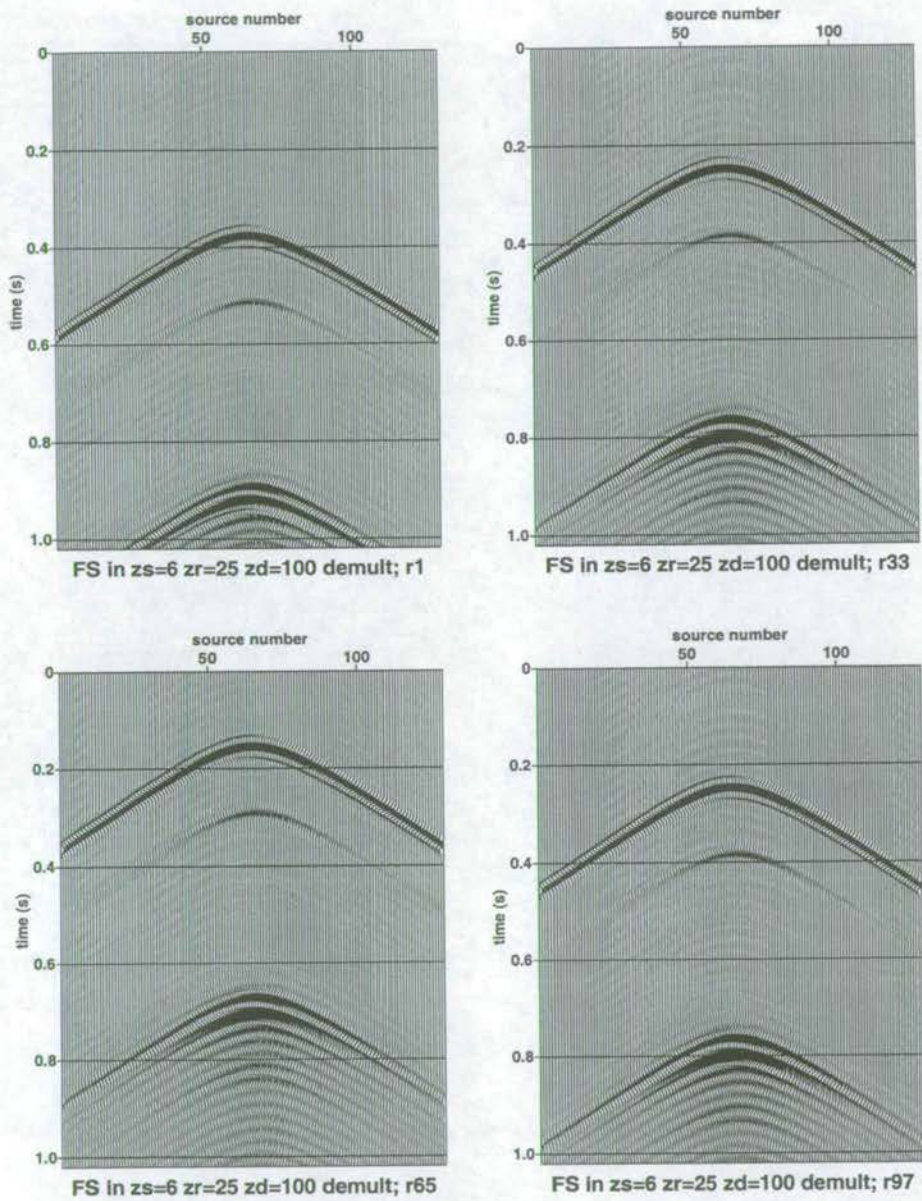 source number
50 100
0
0.2
0.4
0.6
0.8
1.0
time (s)
FS in zs=6 zr=25 zd=100 demult; r1
source number
50 100
0
0.2
0.4
0.6
0.8
1.0
time (s)
FS in zs=6 zr=25 zd=100 demult; r33
source number
50 100
0
0.2
0.4
0.6
0.8
1.0
time (s)
FS in zs=6 zr=25 zd=100 demult; r65
source number
50 100
0
0.2
0.4
0.6
0.8
1.0
time (s)
FS in zs=6 zr=25 zd=100 demult; r97